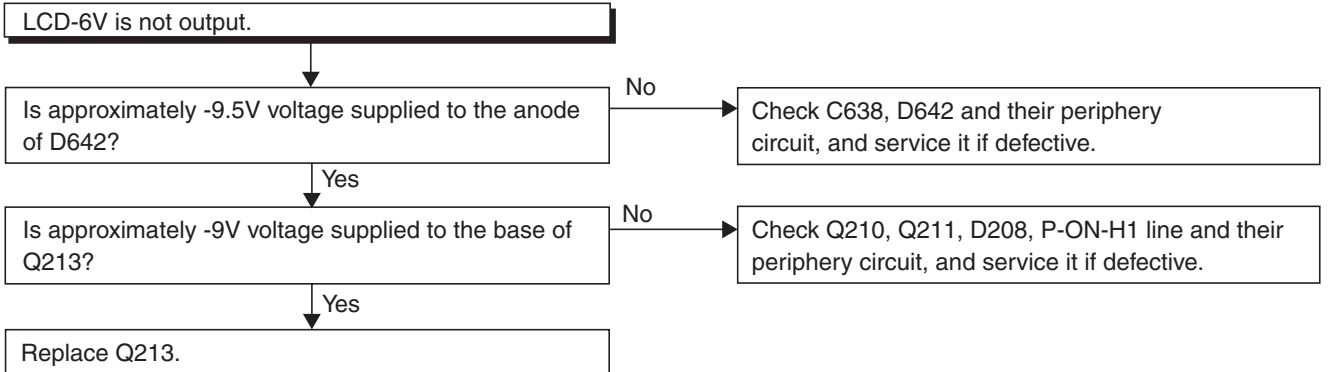 LCD-6V is not output.
Is approximately -9.5V voltage supplied to the anode
of D642?
No
Check C638, D642 and their periphery
circuit, and service it if defective.
Yes
Is approximately -9V voltage supplied to the base of
Q213?
No
Check Q210, Q211, D208, P-ON-H1 line and their
periphery circuit, and service it if defective.
Yes
Replace Q213.